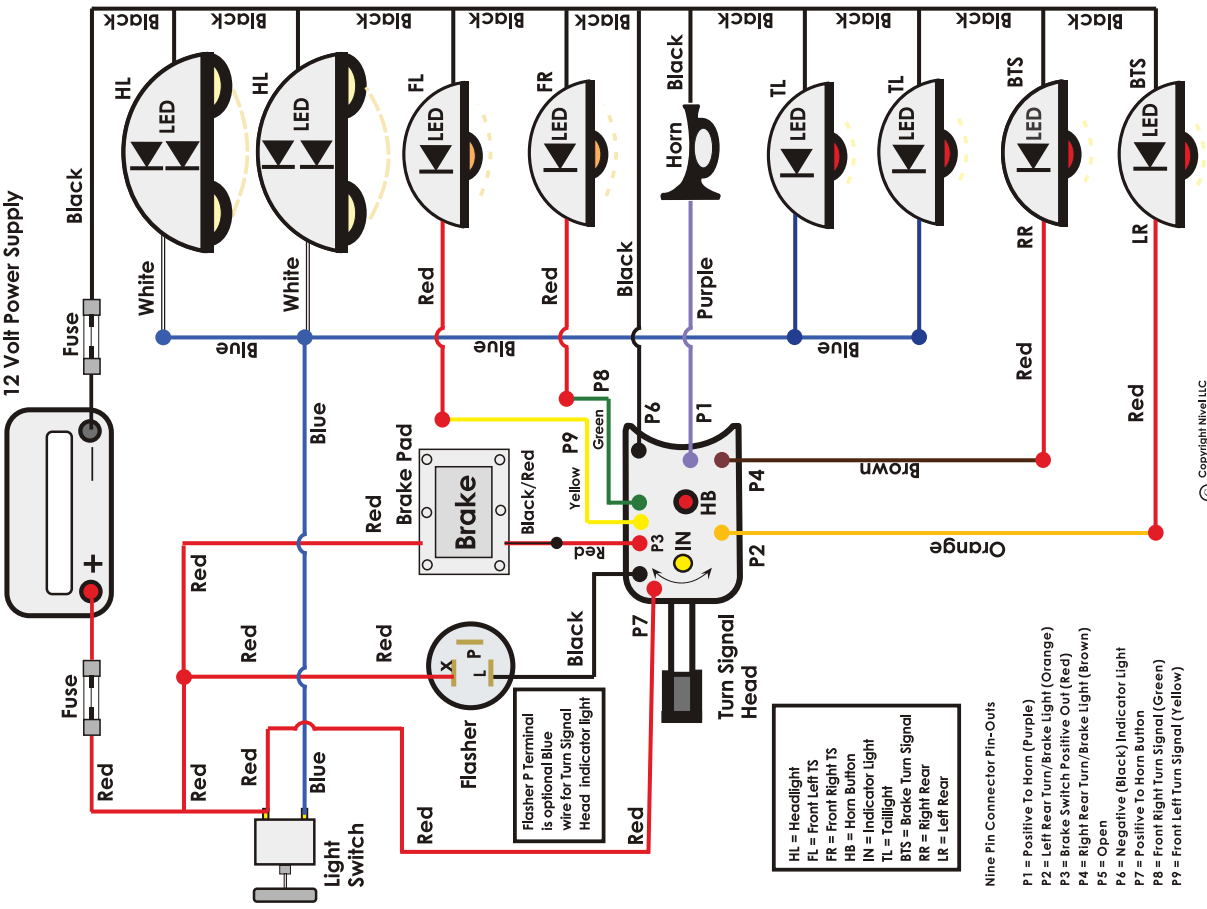 12 Volt Power Supply
Black
Black
Black
Black
Black
Black
Black
Black
Black
HL
LED
HL
LED
FL
LED
FR
LED
Black
Horn
TL
LED
TL
LED
BTS
LED
BTS
LED
Black
Fuse
White
White
Red
Red
Black
Purple
RR
LR
Blue
Blue
Blue
Blue
Red
Red
+
—
Fuse
Red
Red
Red
Blue
Light
Switch
Red
Red
Red
Red
Brake Pad
Brake
Black/Red
Red
P9
Yellow
P8
Green
P6
P1
P3
IN
HB
P4
P2
P7
Brown
Orange
Flasher
X
P
L
Black
Turn Signal
Head
Red
Red
Flasher P Terminal
is optional Blue
wire for Turn Signal
Head indicator light
HL = Headlight
FL = Front Left TS
FR = Front Right TS
HB = Horn Button
IN = Indicator Light
TL = Taillight
BTS = Brake Turn Signal
RR = Right Rear
LR = Left Rear
Nine Pin Connector Pin-Outs
P1 = Positive To Horn (Purple)
P2 = Left Rear Turn/Brake Light (Orange)
P3 = Brake Switch Positive Out (Red)
P4 = Right Rear Turn/Brake Light (Brown)
P5 = Open
P6 = Negative (Black) Indicator Light
P7 = Positive To Horn Button
P8 = Front Right Turn Signal (Green)
P9 = Front Left Turn Signal (Yellow)
© Copyright Nivel LLC